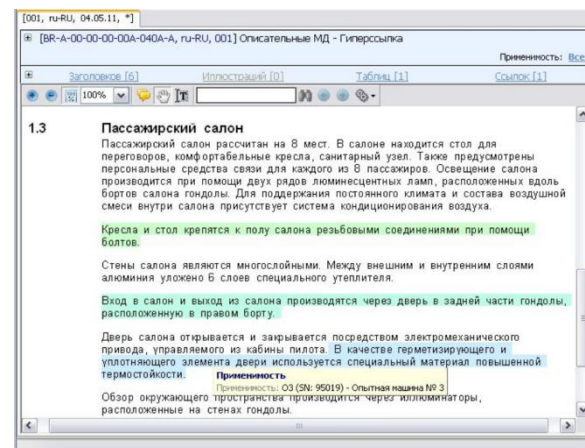 [001, ru-RU, 04.05.11, *]
[BR-A-00-00-00-00A-040A-A, ru-RU, 001] Описательные МД - Гиперссылка
Применимость: Все
Заголовков [6] Иллюстраций [0] Таблиц [1] Ссылок [1]
100%
1.3 Пассажирский салон
Пассажирский салон рассчитан на 8 мест. В салоне находится стол для
переговоров, комфортабельные кресла, санитарный узел. Также предусмотрены
персональные средства связи для каждого из 8 пассажиров. Освещение салона
производится при помощи двух рядов люминесцентных ламп, расположенных вдоль
бортов салона гондолы. Для поддержания постоянного климата и состава воздушной
смеси внутри салона присутствует система кондиционирования воздуха.
Кресла и стол крепятся к полу салона резьбовыми соединениями при помощи
болтов.
Стены салона являются многослойными. Между внешним и внутренним слоями
алюминия уложено 6 слоев специального утеплителя.
Вход в салон и выход из салона производятся через дверь в задней части гондолы,
расположенную в правом борту.
Дверь салона открывается и закрывается посредством электромеханического
привода, управляемого из кабины пилота. В качестве герметизирующего и
уплотняющего элемента двери используется специальный материал повышенной
термостойкости.
Применимость
Применимость: ОЗ (SN: 95019) - Опытная машина № 3
Обзор окружающего пространства производится через иллюминаторы,
расположенные на стенах гондолы.